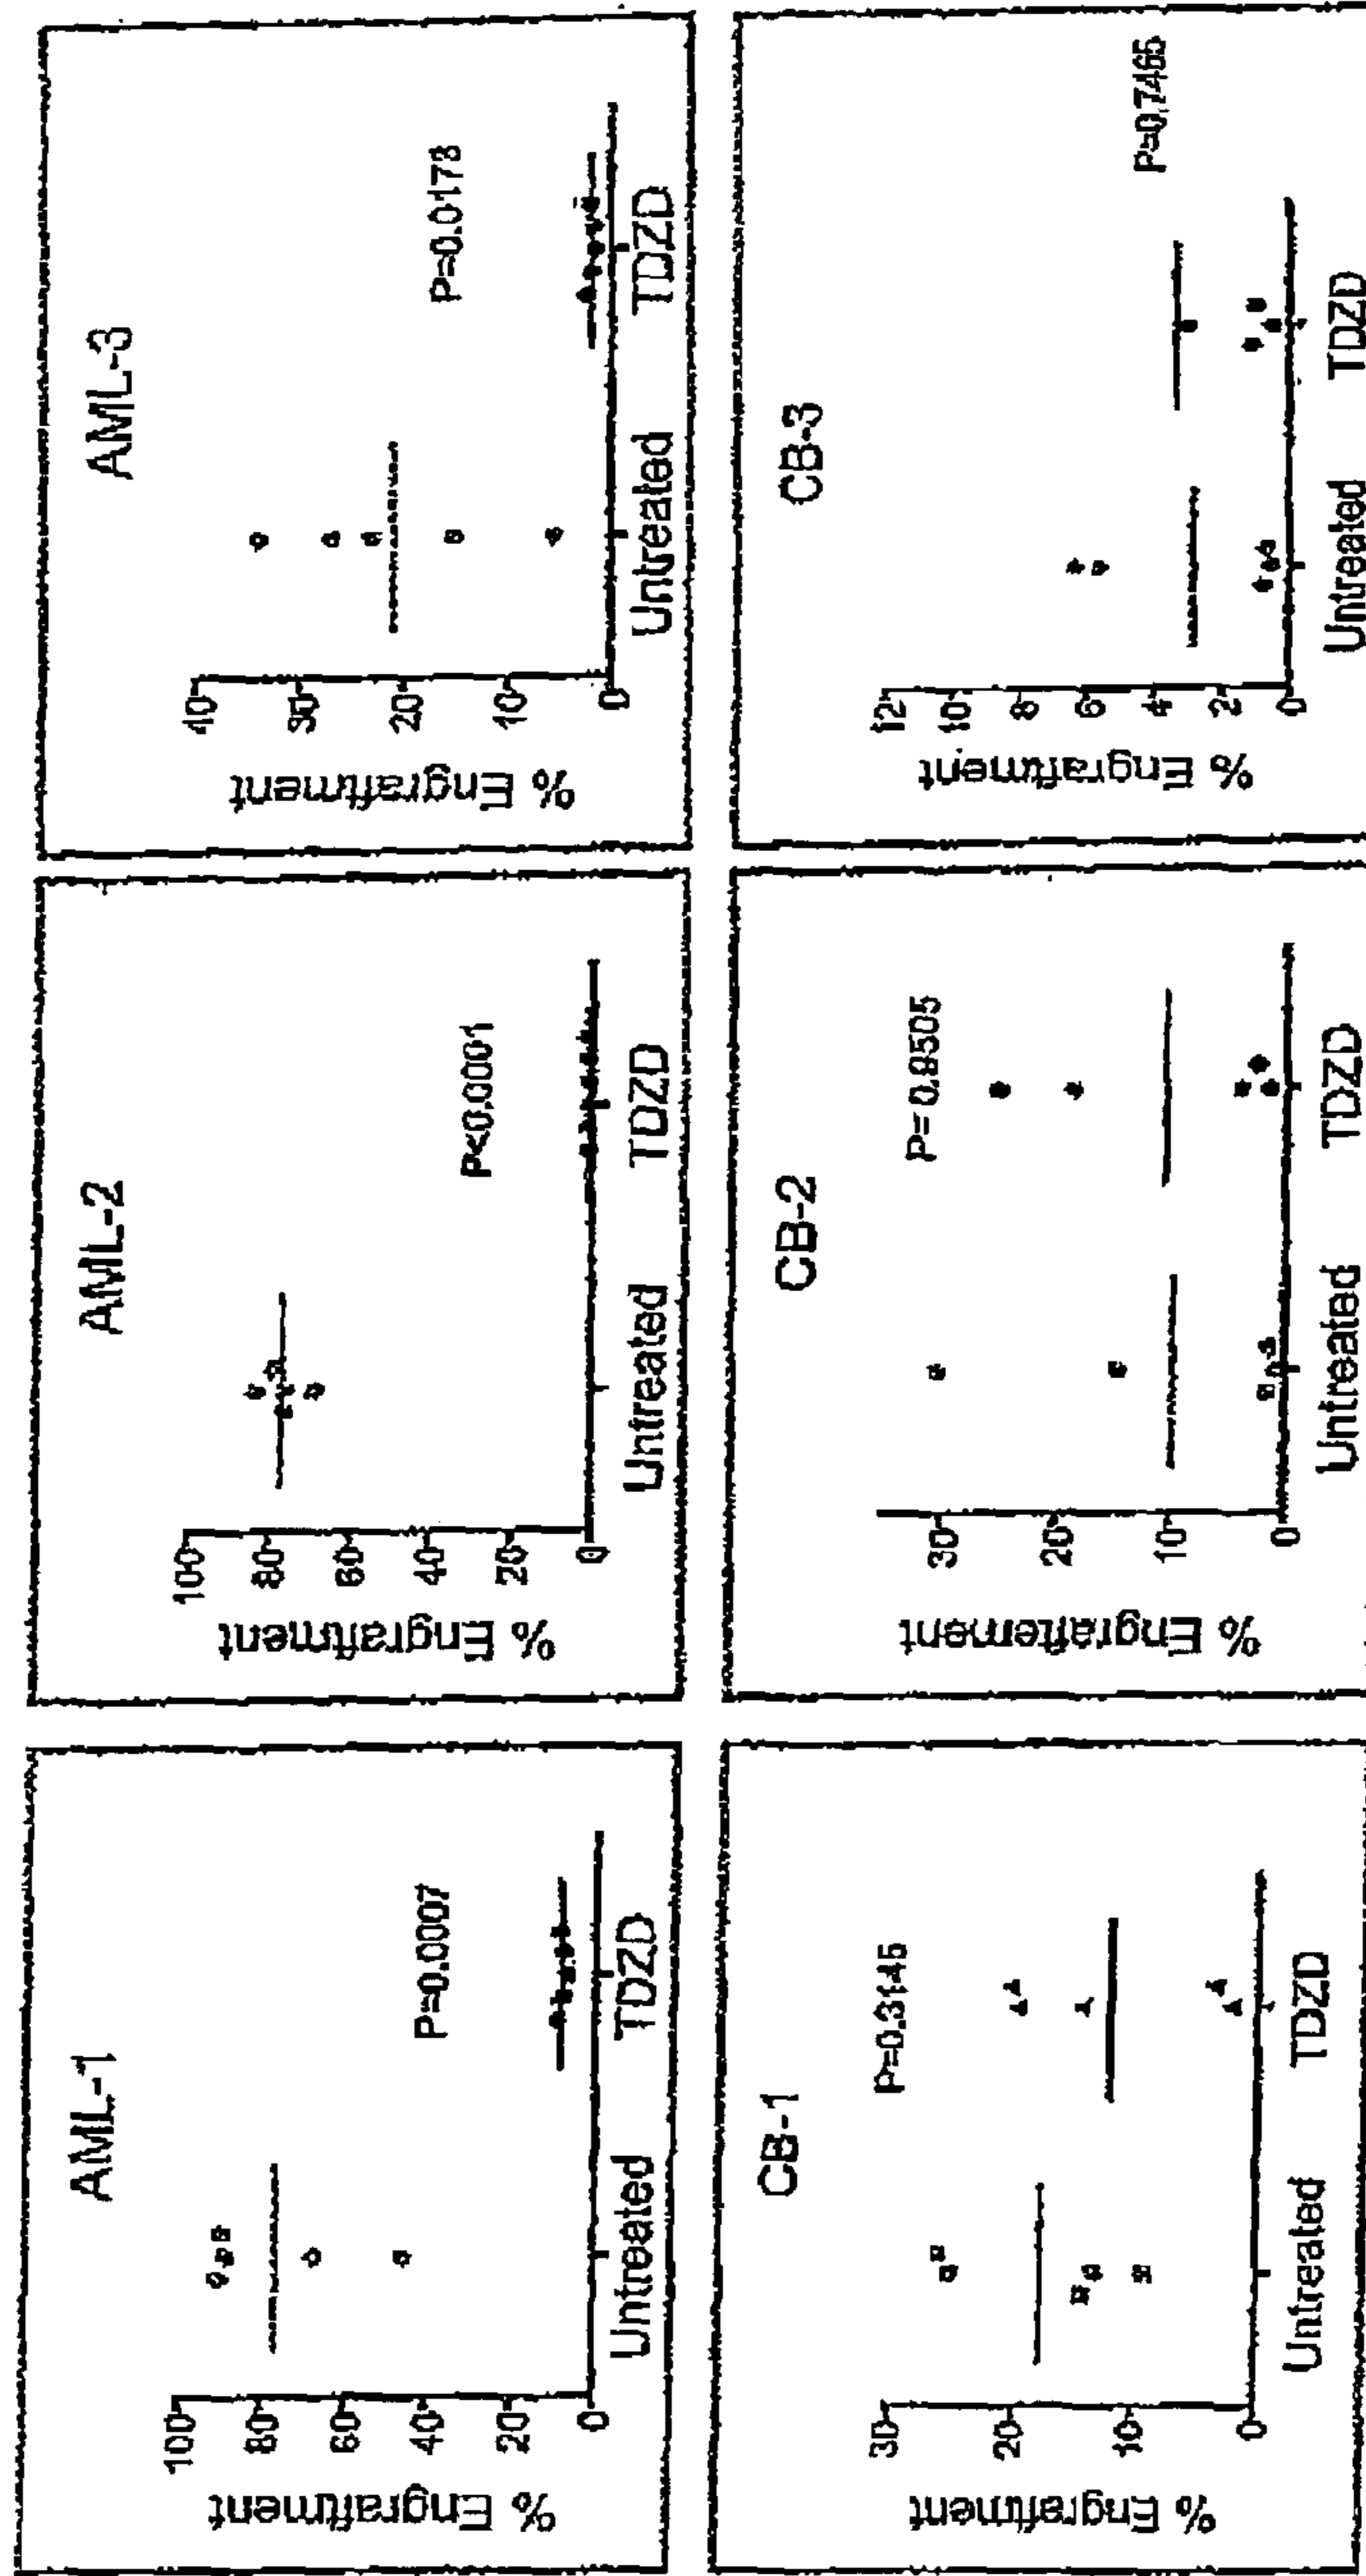 AML-1
% Engraftment
100
80
60
40
20
0
P=0.0007
Untreated
TDZD
AML-2
% Engraftment
100
80
60
40
20
0
P<0.0001
Untreated
TDZD
AML-3
% Engraftment
40
30
20
10
0
P=0.0178
Untreated
TDZD
CB-1
% Engraftment
30
20
10
0
P=0.3145
Untreated
TDZD
CB-2
% Engrafterment
30
20
10
0
P=0.9505
Untreated
TDZD
CB-3
% Engraftment
12
10
8
6
4
2
0
P=0.7465
Untreated
TDZD